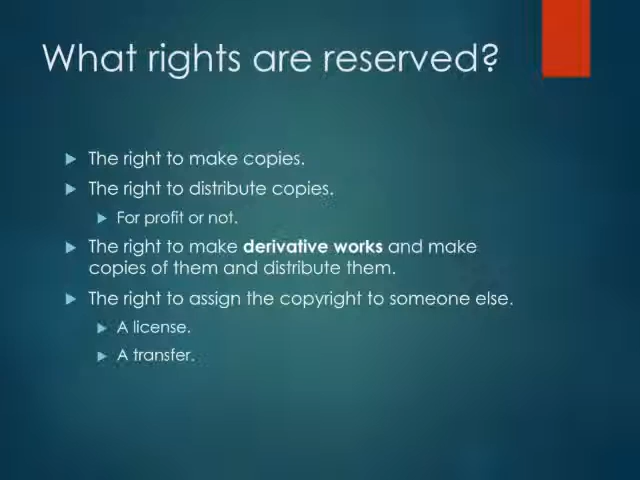 What rights are reserved?
The right to make copies.
The right to distribute copies.
For profit or not.
The right to make derivative works and make
copies of them and distribute them.
The right to assign the copyright to someone else.
A license.
A transfer.